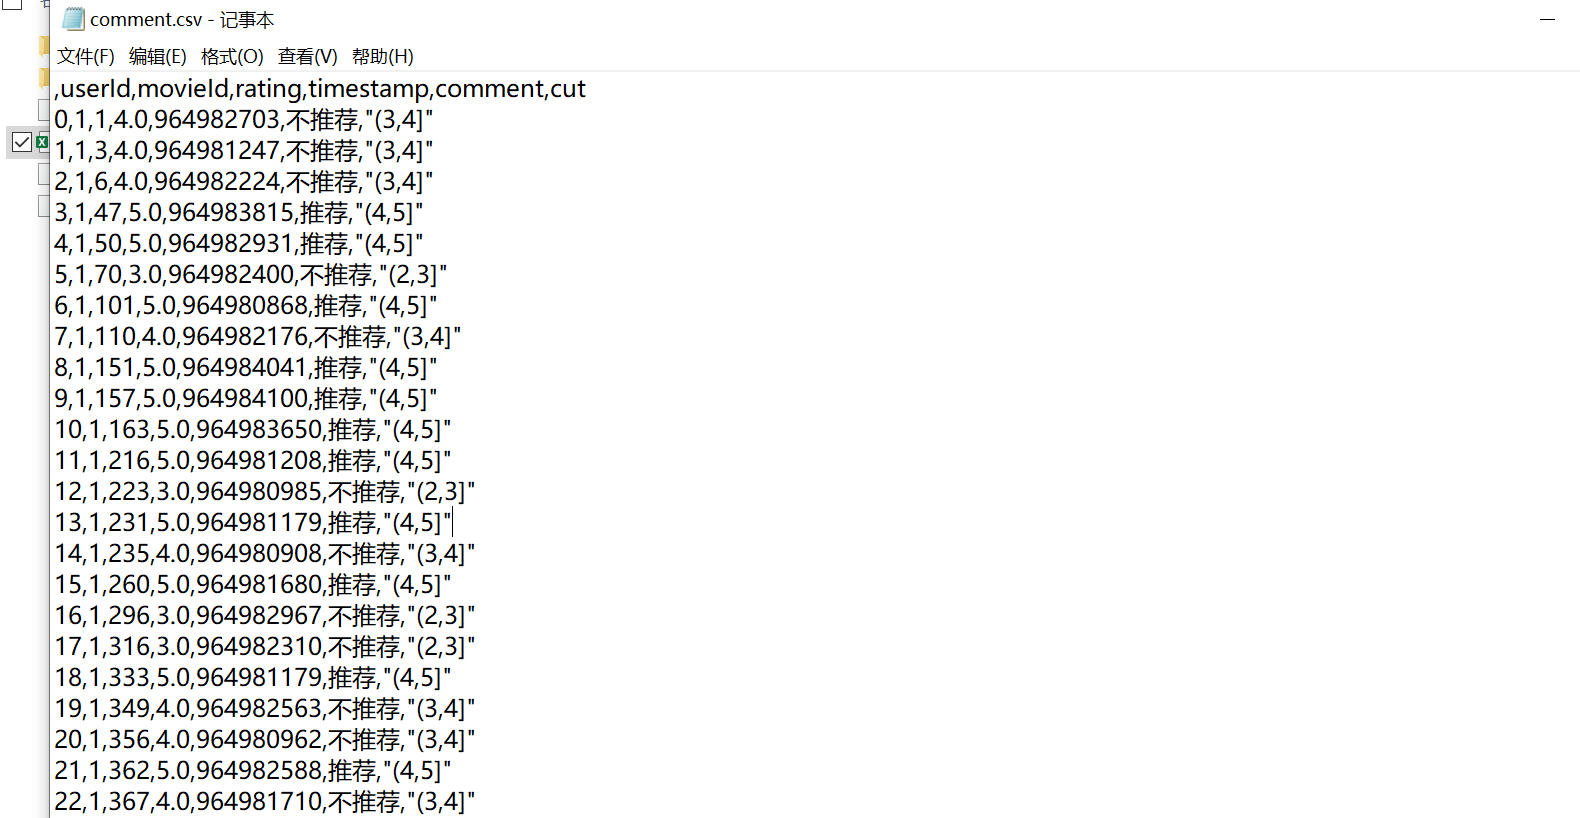 comment.csv - 记事本
文件(F) 编辑(E) 格式(O) 查看(V) 帮助(H)
,userId,movieId,rating,timestamp,comment,cut
0,1,1,4.0,964982703,不推荐,"(3,4]"
1,1,3,4.0,964981247,不推荐,"(3,4]"
2,1,6,4.0,964982224,不推荐,"(3,4]"
3,1,47,5.0,964983815,推荐,"(4,5]"
4,1,50,5.0,964982931,推荐,"(4,5]"
5,1,70,3.0,964982400,不推荐,"(2,3]"
6,1,101,5.0,964980868,推荐,"(4,5]"
7,1,110,4.0,964982176,不推荐,"(3,4]"
8,1,151,5.0,964984041,推荐,"(4,5]"
9,1,157,5.0,964984100,推荐,"(4,5]"
10,1,163,5.0,964983650,推荐,"(4,5]"
11,1,216,5.0,964981208,推荐,"(4,5]"
12,1,223,3.0,964980985,不推荐,"(2,3]"
13,1,231,5.0,964981179,推荐,"(4,5]"
14,1,235,4.0,964980908,不推荐,"(3,4]"
15,1,260,5.0,964981680,推荐,"(4,5]"
16,1,296,3.0,964982967,不推荐,"(2,3]"
17,1,316,3.0,964982310,不推荐,"(2,3]"
18,1,333,5.0,964981179,推荐,"(4,5]"
19,1,349,4.0,964982563,不推荐,"(3,4]"
20,1,356,4.0,964980962,不推荐,"(3,4]"
21,1,362,5.0,964982588,推荐,"(4,5]"
22,1,367,4.0,964981710,不推荐,"(3,4]"